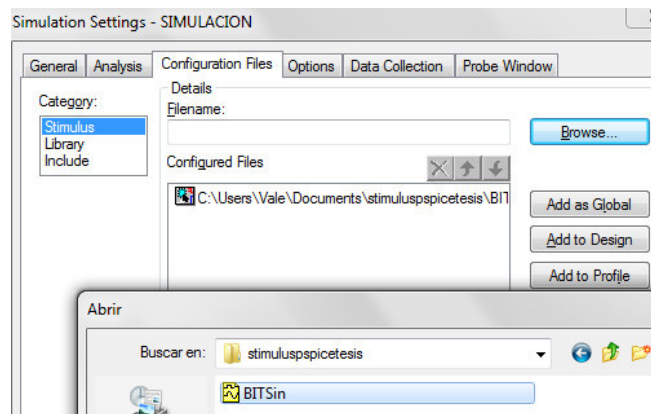 Simulation Settings - SIMULACION
General Analysis Configuration Files Options Data Collection Probe Window
Category:
Stimulus
Library
Include
Details
Filename:
Browse...
Configured Files
C:\Users\Vale\Documents\stimuluspspicetesis\BIT
Add as Global
Add to Design
Add to Profile
Abrir
Buscar en: stimuluspspicetesis
BITSin